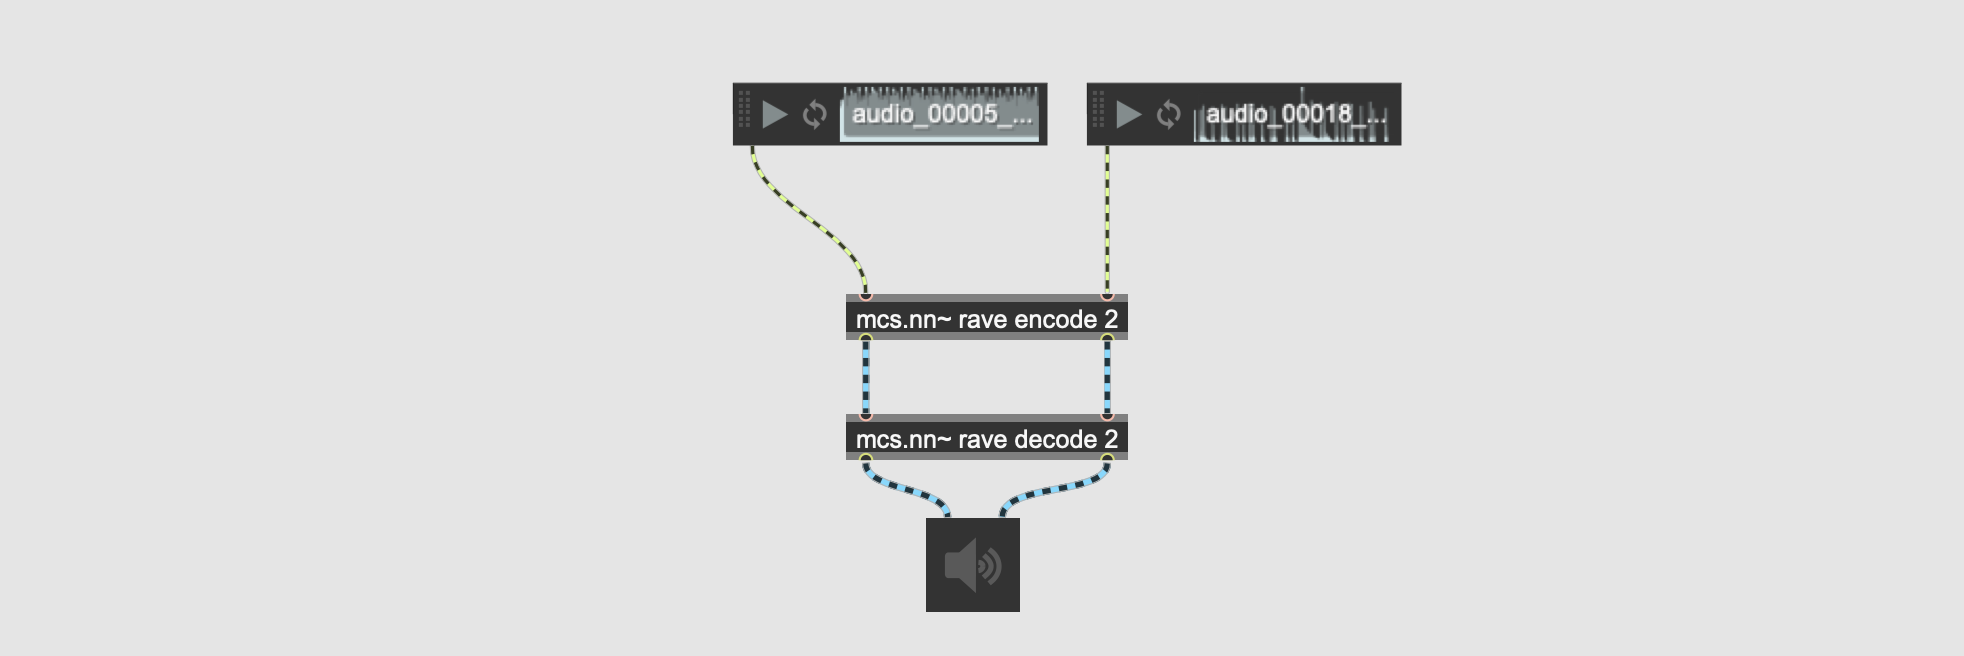 audio_00005_...
audio_00018_...
mcs.nn~ rave encode 2
mcs.nn~ rave decode 2